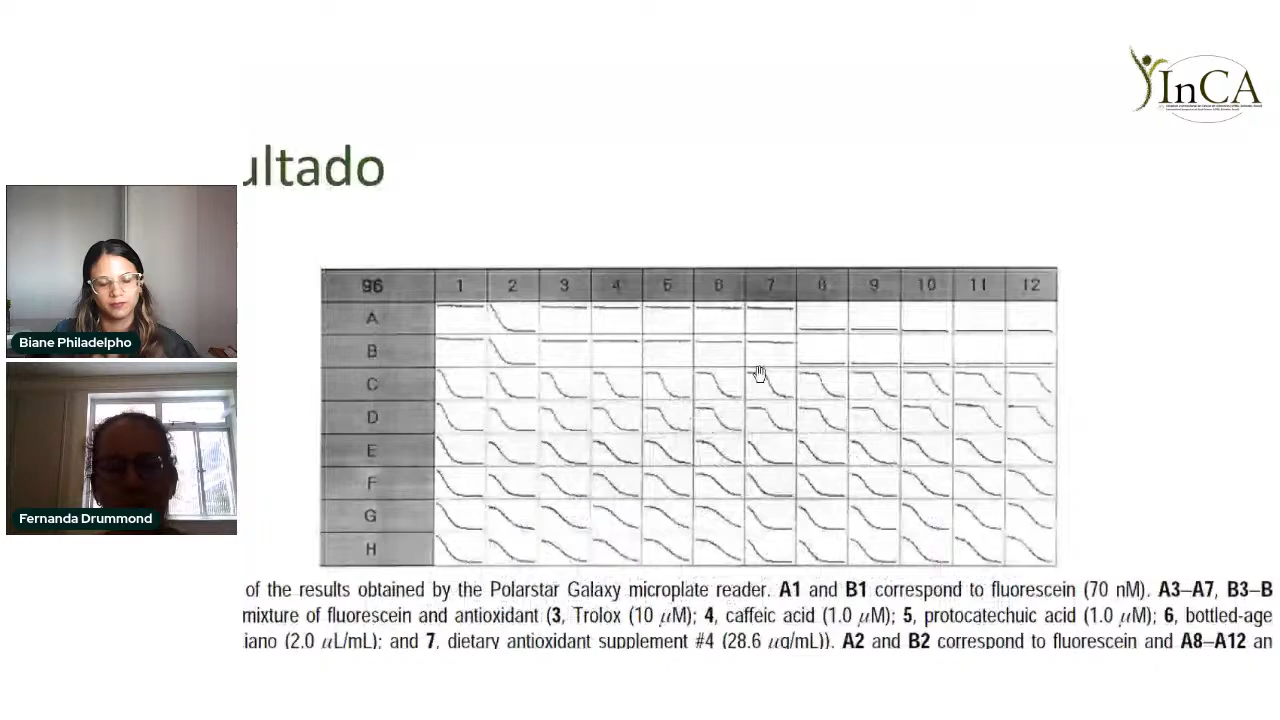 InCA
ultado
Biane Philadelpho
Fernanda Drummond
96 1 2 3 4 5 6 7 8 9 10 11 12
A
B
C
D
E
F
G
H
of the results obtained by the Polarstar Galaxy microplate reader. A1 and B1 correspond to fluorescein (70 nM). A3–A7, B3–B
mixture of fluorescein and antioxidant (3, Trolox (10 µM); 4, caffeic acid (1.0 µM); 5, protocatechuic acid (1.0 µM); 6, bottled-age
iano (2.0 µL/mL); and 7, dietary antioxidant supplement #4 (28.6 µg/mL)). A2 and B2 correspond to fluorescein and A8–A12 an